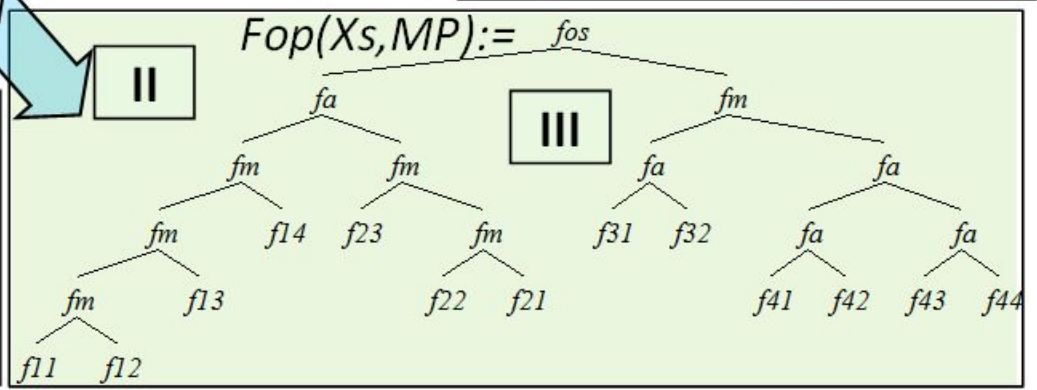 Fop(Xs,MP):= fos
II
fa fm
III
fm fm fa fa
fm f14 f23 fm f31 f32 fa fa
fm f13 f22 f21 f41 f42 f43 f44
f11 f12